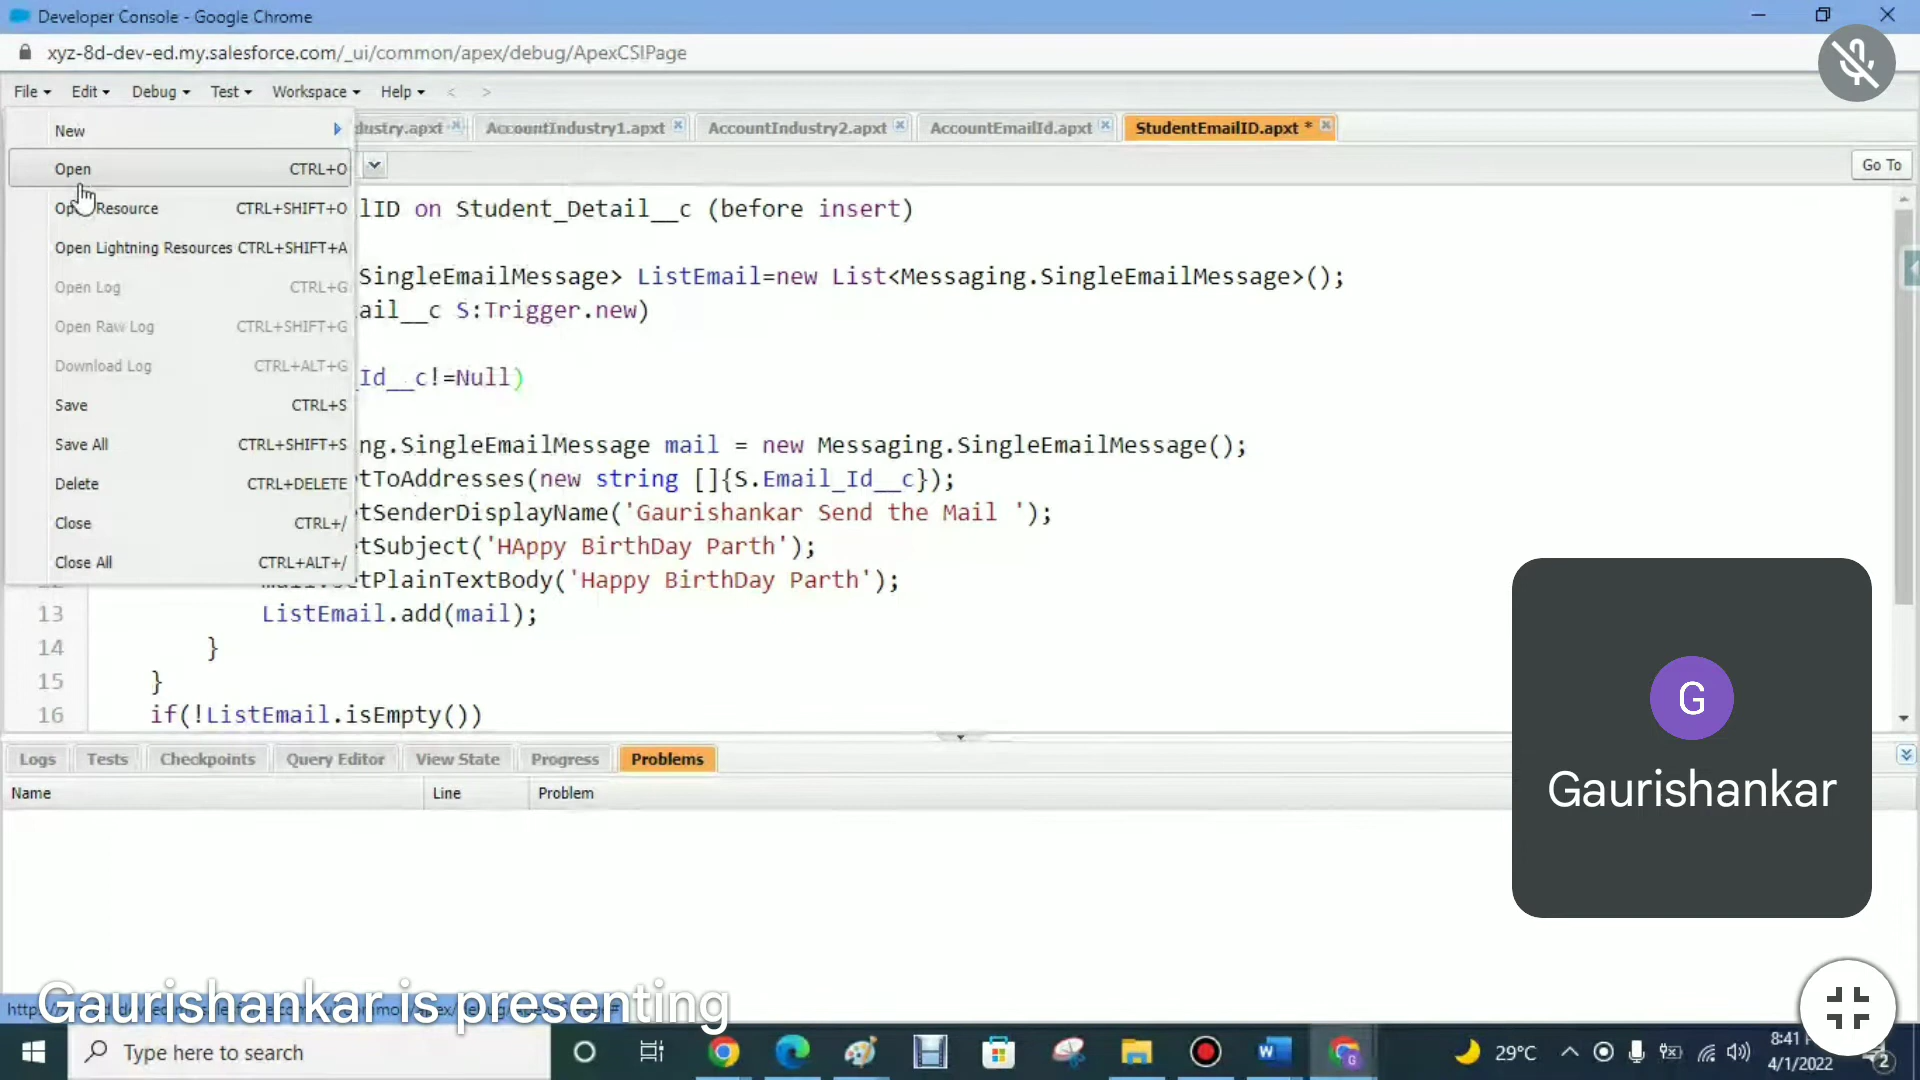 Developer Console - Google Chrome
xyz-8d-dev-ed.my.salesforce.com/_ui/common/apex/debug/ApexCSIPage
File Edit Debug Test Workspace Help < >
dustry.apxt AccountIndustry1.apxt AccountIndustry2.apxt AccountEmailId.apxt StudentEmailID.apxt *
New
Open CTRL+O
Go To
Open Resource CTRL+SHIFT+O
Open Lightning Resources CTRL+SHIFT+A
Open Log CTRL+G
Open Raw Log CTRL+SHIFT+G
Download Log CTRL+ALT+G
Save CTRL+S
Save All CTRL+SHIFT+S
Delete CTRL+DELETE
Close CTRL+/
Close All CTRL+ALT+/
lID on Student_Detail__c (before insert)
SingleEmailMessage> ListEmail=new List<Messaging.SingleEmailMessage>();
ail__c S:Trigger.new)
_Id__c!=Null)
ng.SingleEmailMessage mail = new Messaging.SingleEmailMessage();
tToAddresses(new string []{S.Email_Id__c});
tSenderDisplayName('Gaurishankar Send the Mail ');
tSubject('HAppy BirthDay Parth');
tPlainTextBody('Happy BirthDay Parth');
13 ListEmail.add(mail);
14 }
15 }
16 if(!ListEmail.isEmpty())
Logs Tests Checkpoints Query Editor View State Progress Problems
Name Line Problem
G
Gaurishankar
Gaurishankar is presenting
Type here to search
29°C
8:41
4/1/2022
2